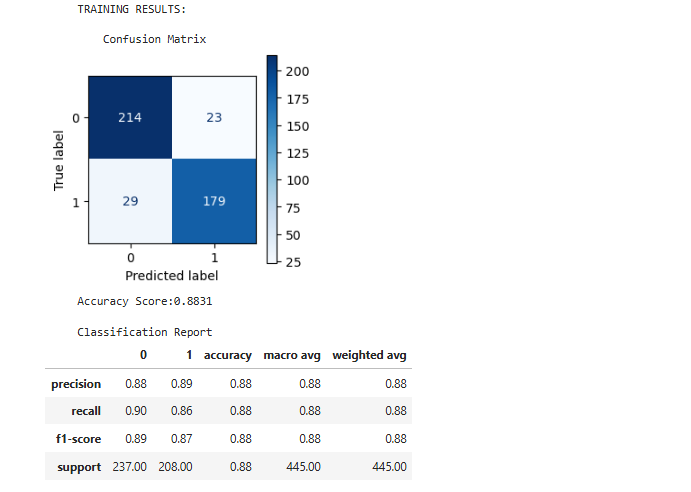 TRAINING RESULTS:
Confusion Matrix
200
175
150
125
100
75
50
25
True label
0
214 23
1
29 179
0 1
Predicted label
Accuracy Score:0.8831
Classification Report
0 1 accuracy macro avg weighted avg
precision 0.88 0.89 0.88 0.88 0.88
recall 0.90 0.86 0.88 0.88 0.88
f1-score 0.89 0.87 0.88 0.88 0.88
support 237.00 208.00 0.88 445.00 445.00